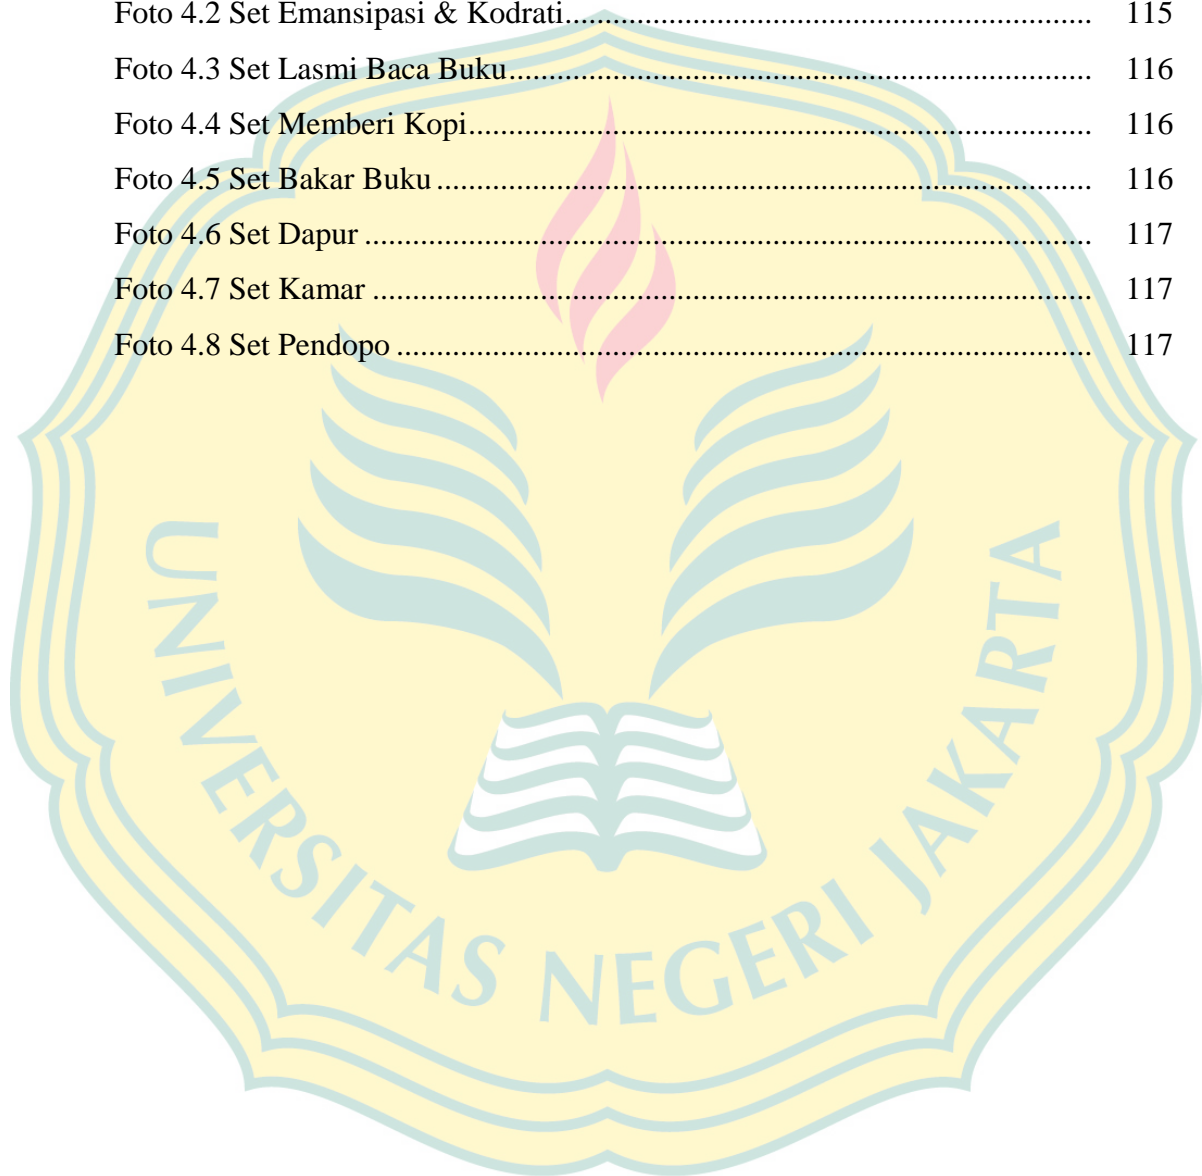 Foto 4.2 Set Emansipasi & Kodrati.................................................................. 115
Foto 4.3 Set Lasmi Baca Buku......................................................................... 116
Foto 4.4 Set Memberi Kopi.............................................................................. 116
Foto 4.5 Set Bakar Buku .................................................................................. 116
Foto 4.6 Set Dapur ........................................................................................... 117
Foto 4.7 Set Kamar .......................................................................................... 117
Foto 4.8 Set Pendopo ....................................................................................... 117
UNIVERSITAS NEGERI JAKARTA